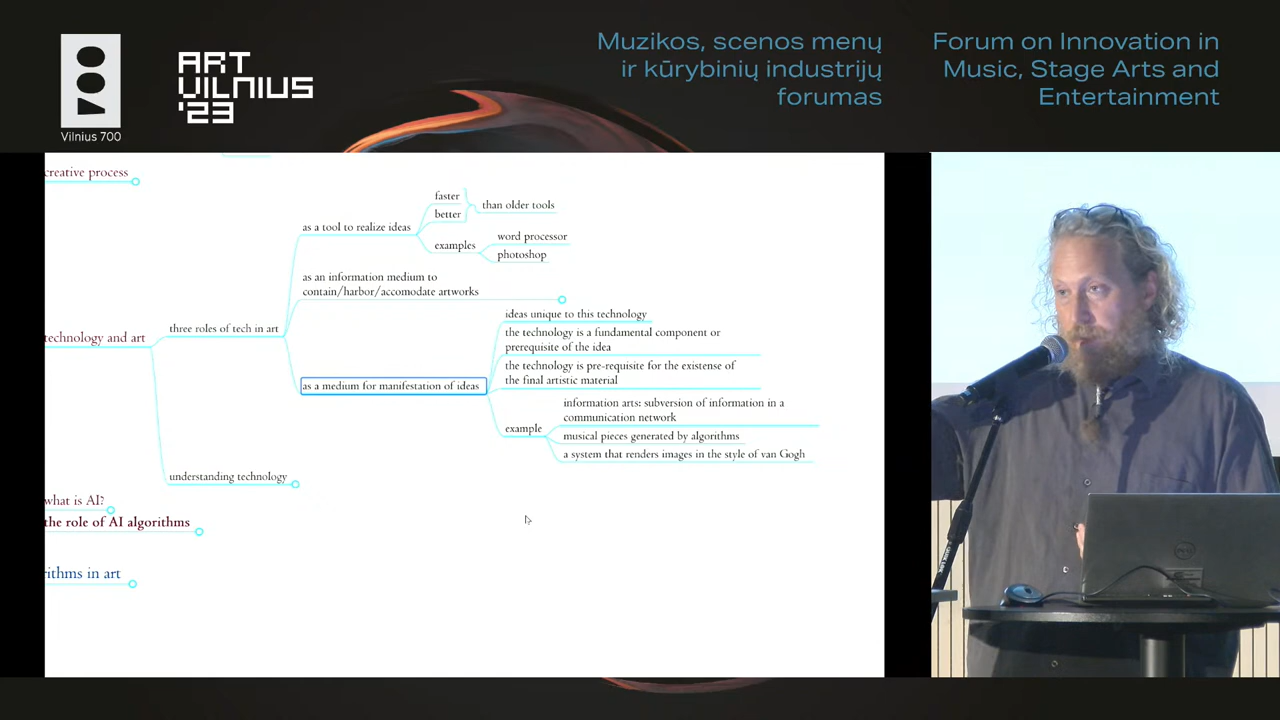 Vilnius 700
ART
VILNIUS
'23
Muzikos, scenos menų
ir kūrybinių industrijų
forumas
Forum on Innovation in
Music, Stage Arts and
Entertainment
creative process
technology and art
three roles of tech in art
as a tool to realize ideas
faster
better
than older tools
examples
word processor
photoshop
as an information medium to
contain/harbor/accomodate artworks
as a medium for manifestation of ideas
ideas unique to this technology
the technology is a fundamental component or
prerequisite of the idea
the technology is pre-requisite for the existense of
the final artistic material
example
information arts: subversion of information in a
communication network
musical pieces generated by algorithms
a system that renders images in the style of van Gogh
understanding technology
what is AI?
the role of AI algorithms
rithms in art